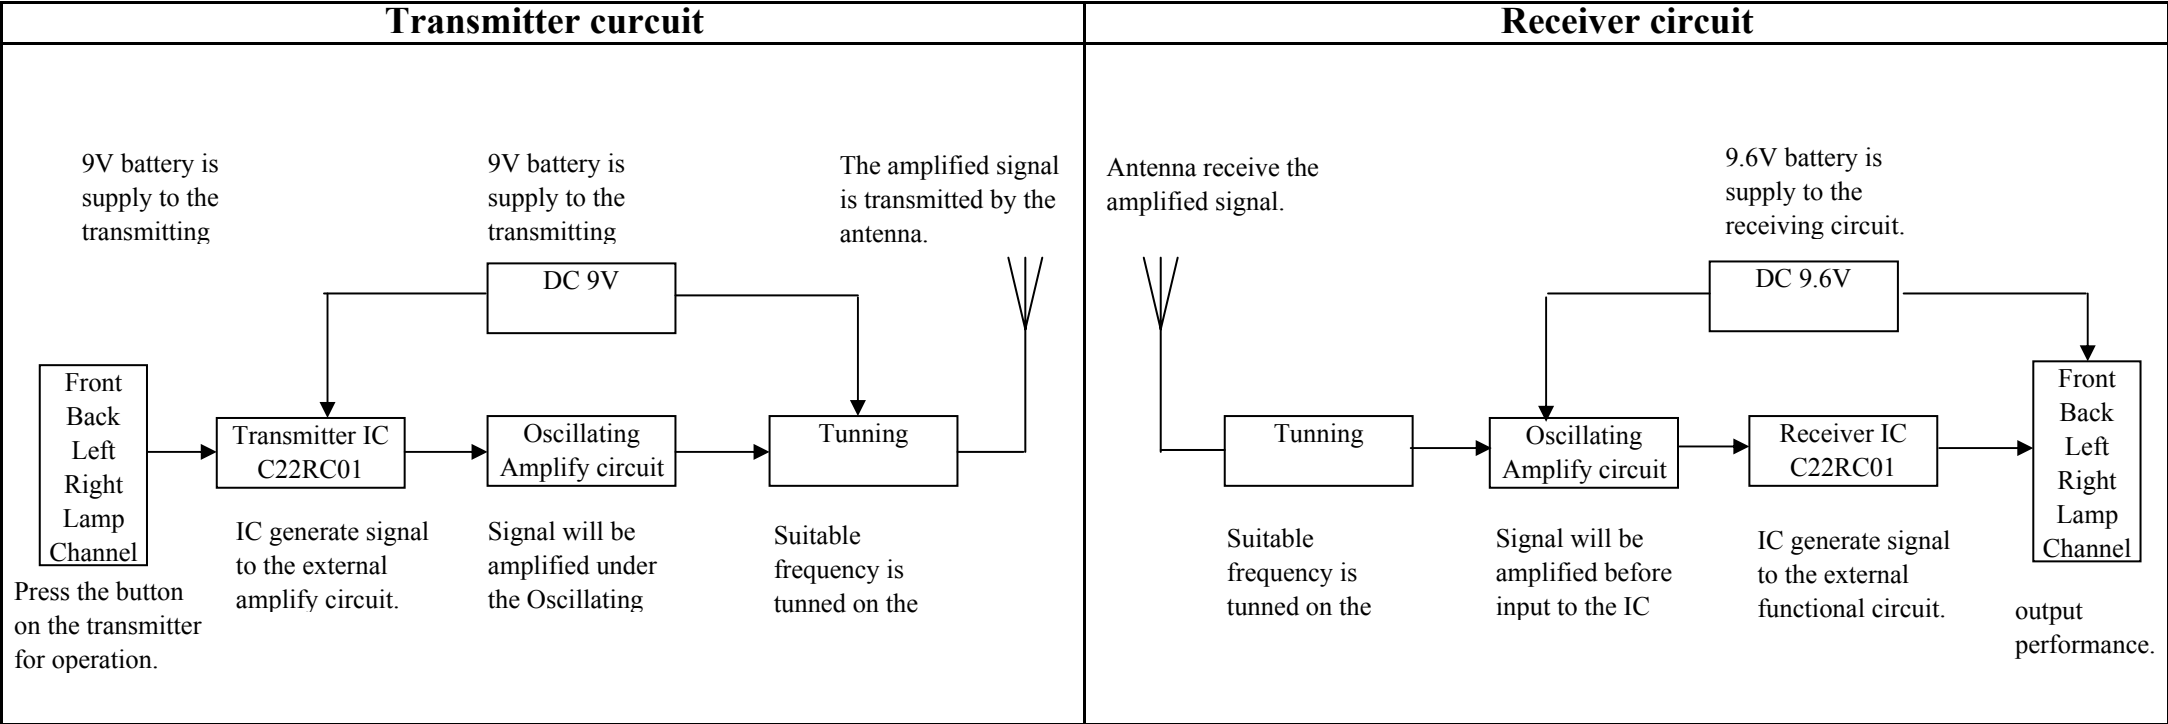 Transmitter curcuit
9V battery is
supply to the
transmitting
9V battery is
supply to the
transmitting
The amplified signal
is transmitted by the
antenna.
DC 9V
Front
Back
Left
Right
Lamp
Channel
Transmitter IC
C22RC01
Oscillating
Amplify circuit
Tunning
Press the button
on the transmitter
for operation.
IC generate signal
to the external
amplify circuit.
Signal will be
amplified under
the Oscillating
Suitable
frequency is
tunned on the
Receiver circuit
Antenna receive the
amplified signal.
9.6V battery is
supply to the
receiving circuit.
DC 9.6V
Tunning
Oscillating
Amplify circuit
Receiver IC
C22RC01
Front
Back
Left
Right
Lamp
Channel
Suitable
frequency is
tunned on the
Signal will be
amplified before
input to the IC
IC generate signal
to the external
functional circuit.
output
performance.